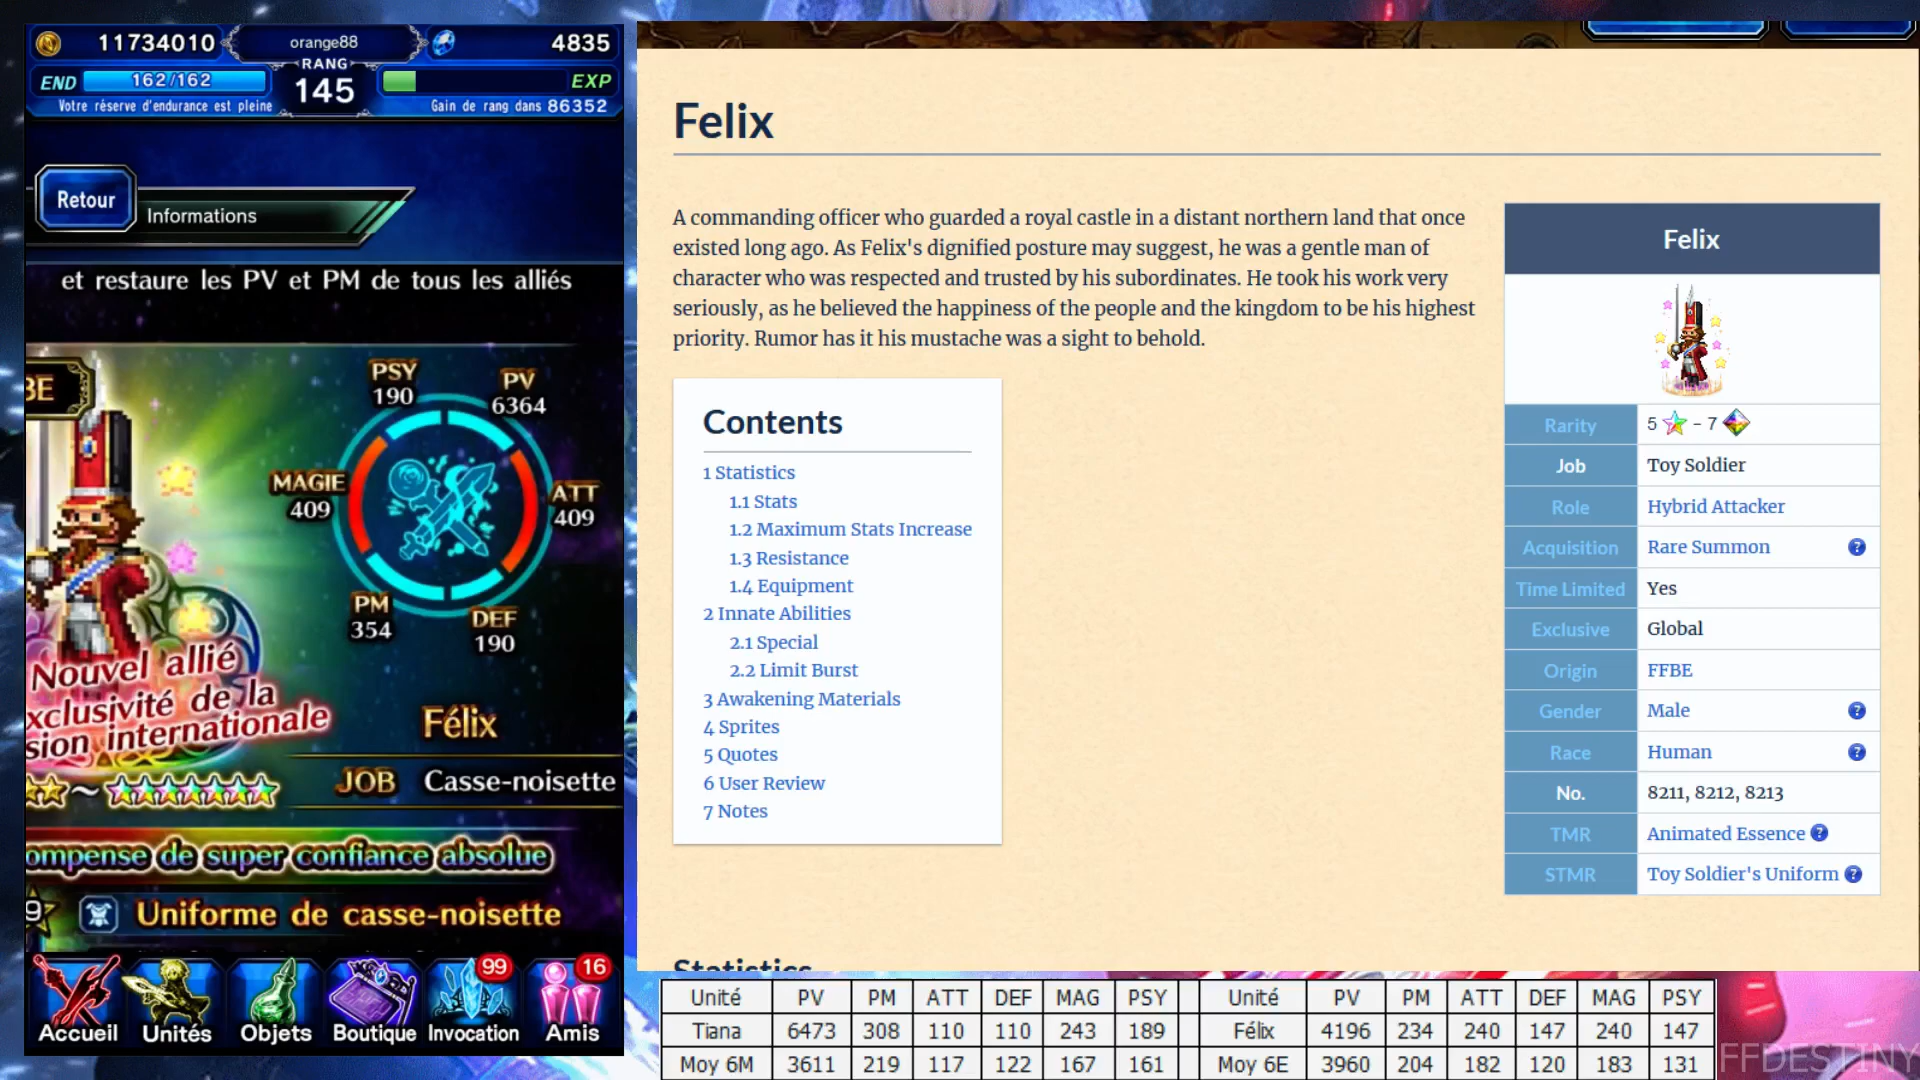 11734010
orange88
4835
RANG
145
END
162/162
EXP
Votre réserve d'endurance est pleine
Gain de rang dans 86352
Retour
Informations
et restaure les PV et PM de tous les alliés
BE
PSY
190
PV
6364
MAGIE
409
ATT
409
PM
354
DEF
190
Nouvel allié
xclusivité de la
sion internationale
Félix
JOB Casse-noisette
ompense de super confiance absolue
9
Uniforme de casse-noisette
99
16
Accueil
Unités
Objets
Boutique
Invocation
Amis
Felix
A commanding officer who guarded a royal castle in a distant northern land that once
existed long ago. As Felix's dignified posture may suggest, he was a gentle man of
character who was respected and trusted by his subordinates. He took his work very
seriously, as he believed the happiness of the people and the kingdom to be his highest
priority. Rumor has it his mustache was a sight to behold.
Contents
1 Statistics
1.1 Stats
1.2 Maximum Stats Increase
1.3 Resistance
1.4 Equipment
2 Innate Abilities
2.1 Special
2.2 Limit Burst
3 Awakening Materials
4 Sprites
5 Quotes
6 User Review
7 Notes
Felix
Rarity 5 - 7
Job Toy Soldier
Role Hybrid Attacker
Acquisition Rare Summon ?
Time Limited Yes
Exclusive Global
Origin FFBE
Gender Male ?
Race Human ?
No. 8211, 8212, 8213
TMR Animated Essence ?
STMR Toy Soldier's Uniform ?
Statistics
Unité PV PM ATT DEF MAG PSY Unité PV PM ATT DEF MAG PSY
Tiana 6473 308 110 110 243 189 Félix 4196 234 240 147 240 147
Moy 6M 3611 219 117 122 167 161 Moy 6E 3960 204 182 120 183 131
FFDESTINY